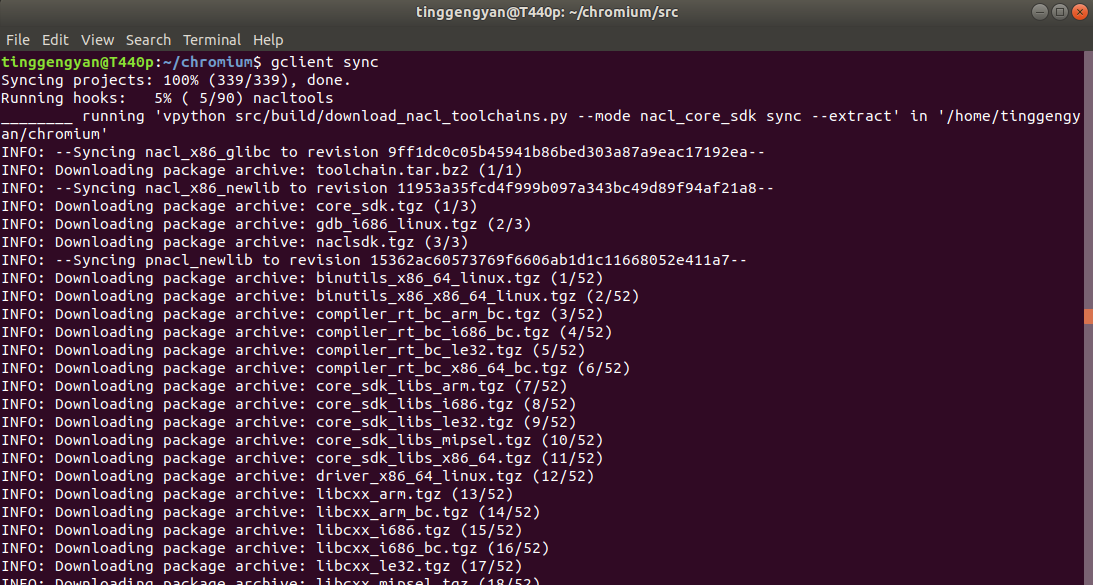 tinggengyan@T440p: ~/chromium/src
File Edit View Search Terminal Help
tinggengyan@T440p:~/chromium$ gclient sync
Syncing projects: 100% (339/339), done.
Running hooks:   5% ( 5/90) nacltools
________ running 'vpython src/build/download_nacl_toolchains.py --mode nacl_core_sdk sync --extract' in '/home/tinggengy
an/chromium'
INFO: --Syncing nacl_x86_glibc to revision 9ff1dc0c05b45941b86bed303a87a9eac17192ea--
INFO: Downloading package archive: toolchain.tar.bz2 (1/1)
INFO: --Syncing nacl_x86_newlib to revision 11953a35fcd4f999b097a343bc49d89f94af21a8--
INFO: Downloading package archive: core_sdk.tgz (1/3)
INFO: Downloading package archive: gdb_i686_linux.tgz (2/3)
INFO: Downloading package archive: naclsdk.tgz (3/3)
INFO: --Syncing pnacl_newlib to revision 15362ac60573769f6606ab1d1c11668052e411a7--
INFO: Downloading package archive: binutils_x86_64_linux.tgz (1/52)
INFO: Downloading package archive: binutils_x86_x86_64_linux.tgz (2/52)
INFO: Downloading package archive: compiler_rt_bc_arm_bc.tgz (3/52)
INFO: Downloading package archive: compiler_rt_bc_i686_bc.tgz (4/52)
INFO: Downloading package archive: compiler_rt_bc_le32.tgz (5/52)
INFO: Downloading package archive: compiler_rt_bc_x86_64_bc.tgz (6/52)
INFO: Downloading package archive: core_sdk_libs_arm.tgz (7/52)
INFO: Downloading package archive: core_sdk_libs_i686.tgz (8/52)
INFO: Downloading package archive: core_sdk_libs_le32.tgz (9/52)
INFO: Downloading package archive: core_sdk_libs_mipsel.tgz (10/52)
INFO: Downloading package archive: core_sdk_libs_x86_64.tgz (11/52)
INFO: Downloading package archive: driver_x86_64_linux.tgz (12/52)
INFO: Downloading package archive: libcxx_arm.tgz (13/52)
INFO: Downloading package archive: libcxx_arm_bc.tgz (14/52)
INFO: Downloading package archive: libcxx_i686.tgz (15/52)
INFO: Downloading package archive: libcxx_i686_bc.tgz (16/52)
INFO: Downloading package archive: libcxx_le32.tgz (17/52)
INFO: Downloading package archive: libcxx_mipsel.tgz (18/52)